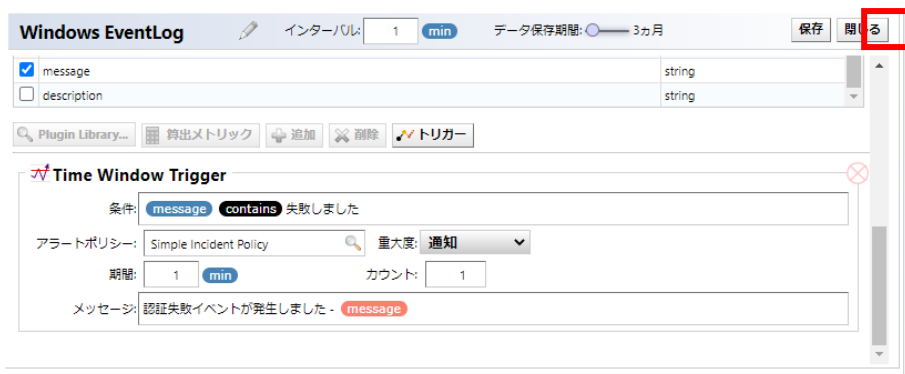 Windows EventLog インターバル: 1 min データ保存期間: 3ヵ月 保存 閉じる
message string
description string
Plugin Library... 算出メトリック 追加 削除 トリガー
Time Window Trigger
条件: message contains 失敗しました
アラートポリシー: Simple Incident Policy 重大度: 通知
期間: 1 min カウント: 1
メッセージ: 認証失敗イベントが発生しました - message